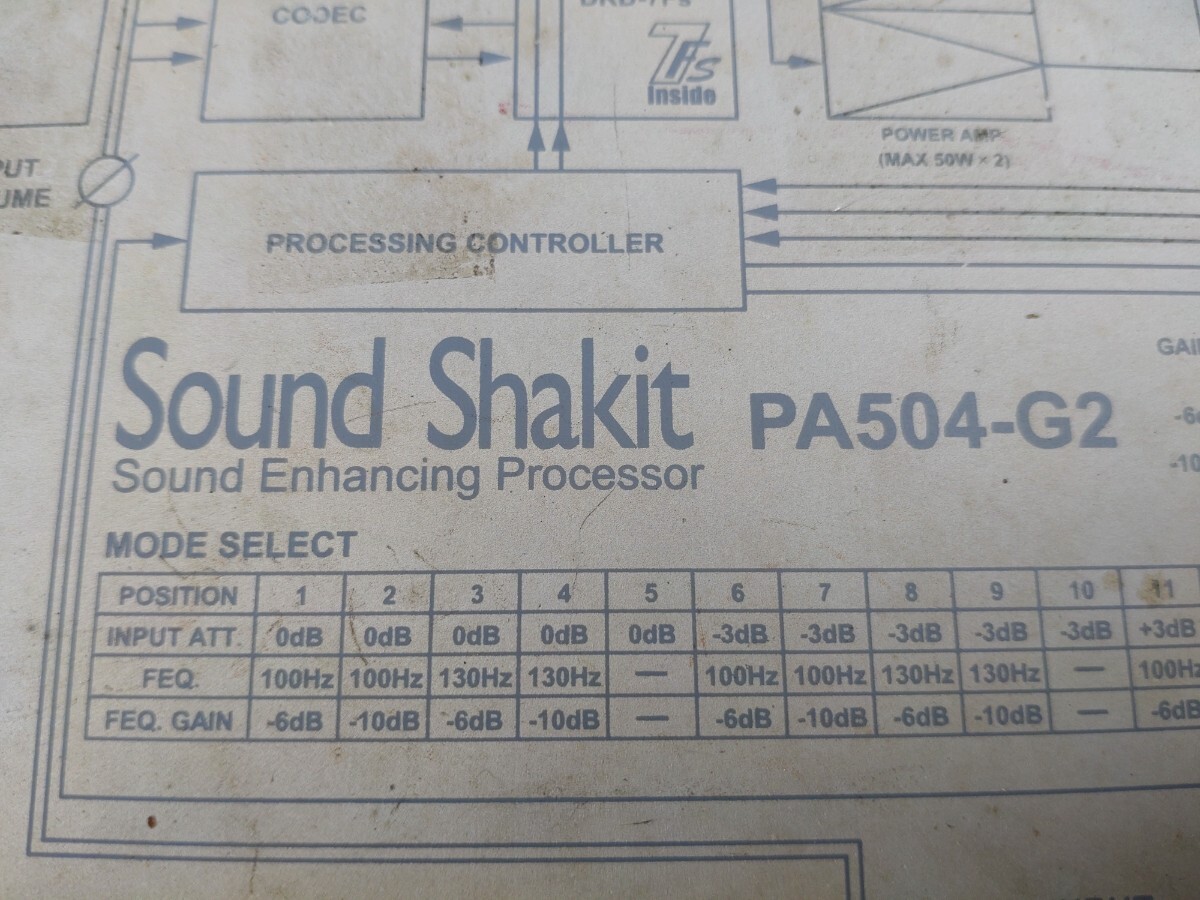 CODEC
7Fs
Inside
POWER AMP
(MAX 50W × 2)
PROCESSING CONTROLLER
Sound Shakit PA504-G2
Sound Enhancing Processor
MODE SELECT
POSITION 1 2 3 4 5 6 7 8 9 10 11
INPUT ATT. 0dB 0dB 0dB 0dB 0dB -3dB -3dB -3dB -3dB -3dB +3dB
FEQ. 100Hz 100Hz 130Hz 130Hz — 100Hz 100Hz 130Hz 130Hz — 100Hz
FEQ. GAIN -6dB -10dB -6dB -10dB — -6dB -10dB -6dB -10dB — -6dB